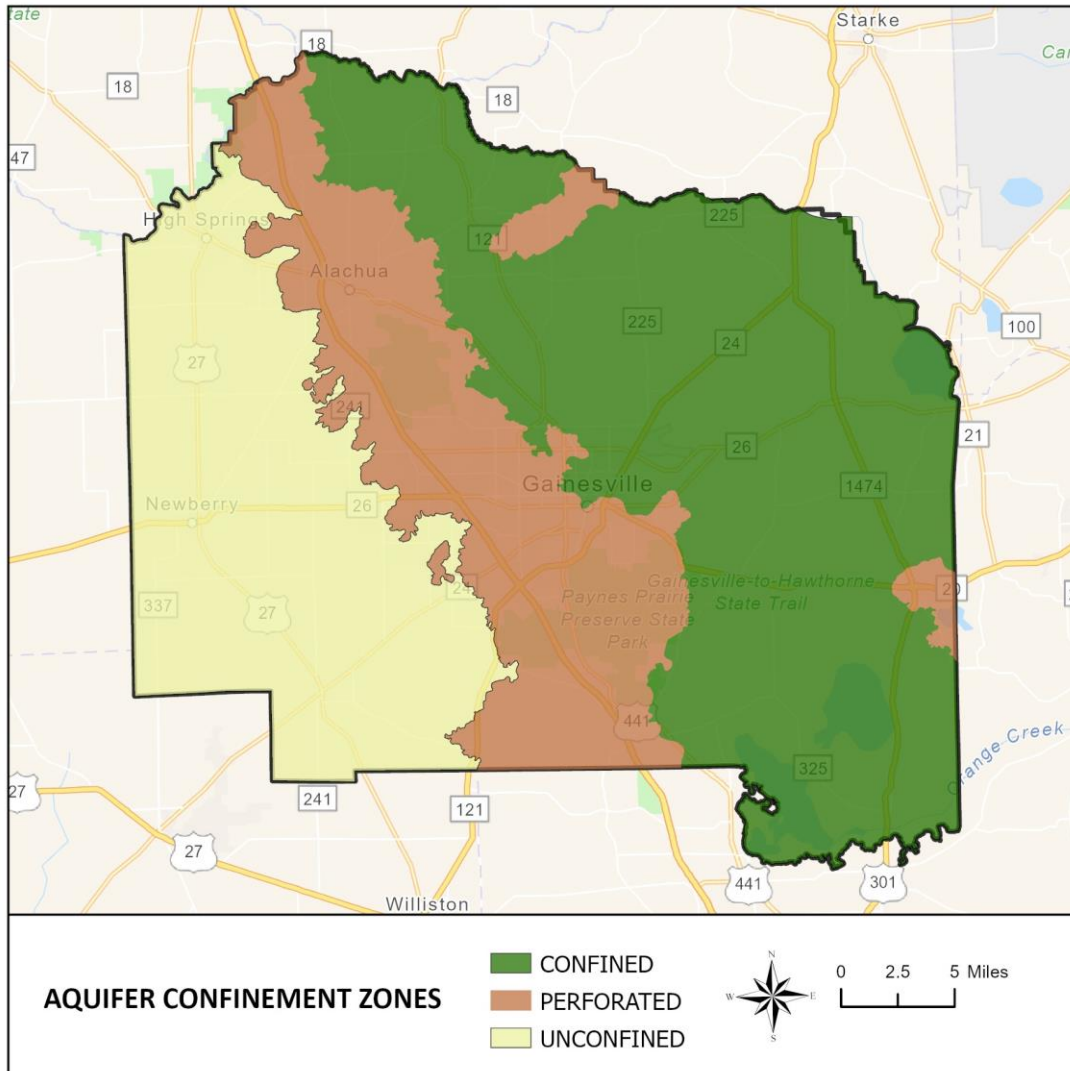 Starke
18
18
18
47
High Springs
225
121
Alachua
225
100
27
24
241
21
26
Gainesville
1474
Newberry
26
Gainesville-to-Hawthorne
State Trail
20
337
27
Paynes Prairie
Preserve State
Park
441
Orange Creek
325
27
241
121
27
441
301
Williston
AQUIFER CONFINEMENT ZONES
CONFINED
PERFORATED
UNCONFINED
N
W
E
S
0 2.5 5 Miles